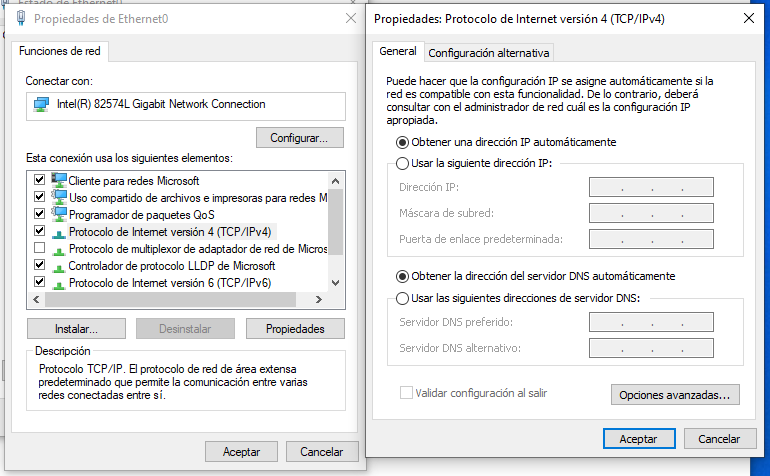 Estado de Ethernet0
Propiedades de Ethernet0
Funciones de red
Conectar con:
Intel(R) 82574L Gigabit Network Connection
Configurar...
Esta conexión usa los siguientes elementos:
Cliente para redes Microsoft
Uso compartido de archivos e impresoras para redes M
Programador de paquetes QoS
Protocolo de Internet versión 4 (TCP/IPv4)
Protocolo de multiplexor de adaptador de red de Micros
Controlador de protocolo LLDP de Microsoft
Protocolo de Internet versión 6 (TCP/IPv6)
Instalar...
Desinstalar
Propiedades
Descripción
Protocolo TCP/IP. El protocolo de red de área extensa
predeterminado que permite la comunicación entre varias
redes conectadas entre sí.
Aceptar
Cancelar
Propiedades: Protocolo de Internet versión 4 (TCP/IPv4)
General
Configuración alternativa
Puede hacer que la configuración IP se asigne automáticamente si la
red es compatible con esta funcionalidad. De lo contrario, deberá
consultar con el administrador de red cuál es la configuración IP
apropiada.
Obtener una dirección IP automáticamente
Usar la siguiente dirección IP:
Dirección IP:
Máscara de subred:
Puerta de enlace predeterminada:
Obtener la dirección del servidor DNS automáticamente
Usar las siguientes direcciones de servidor DNS:
Servidor DNS preferido:
Servidor DNS alternativo:
Validar configuración al salir
Opciones avanzadas...
Aceptar
Cancelar